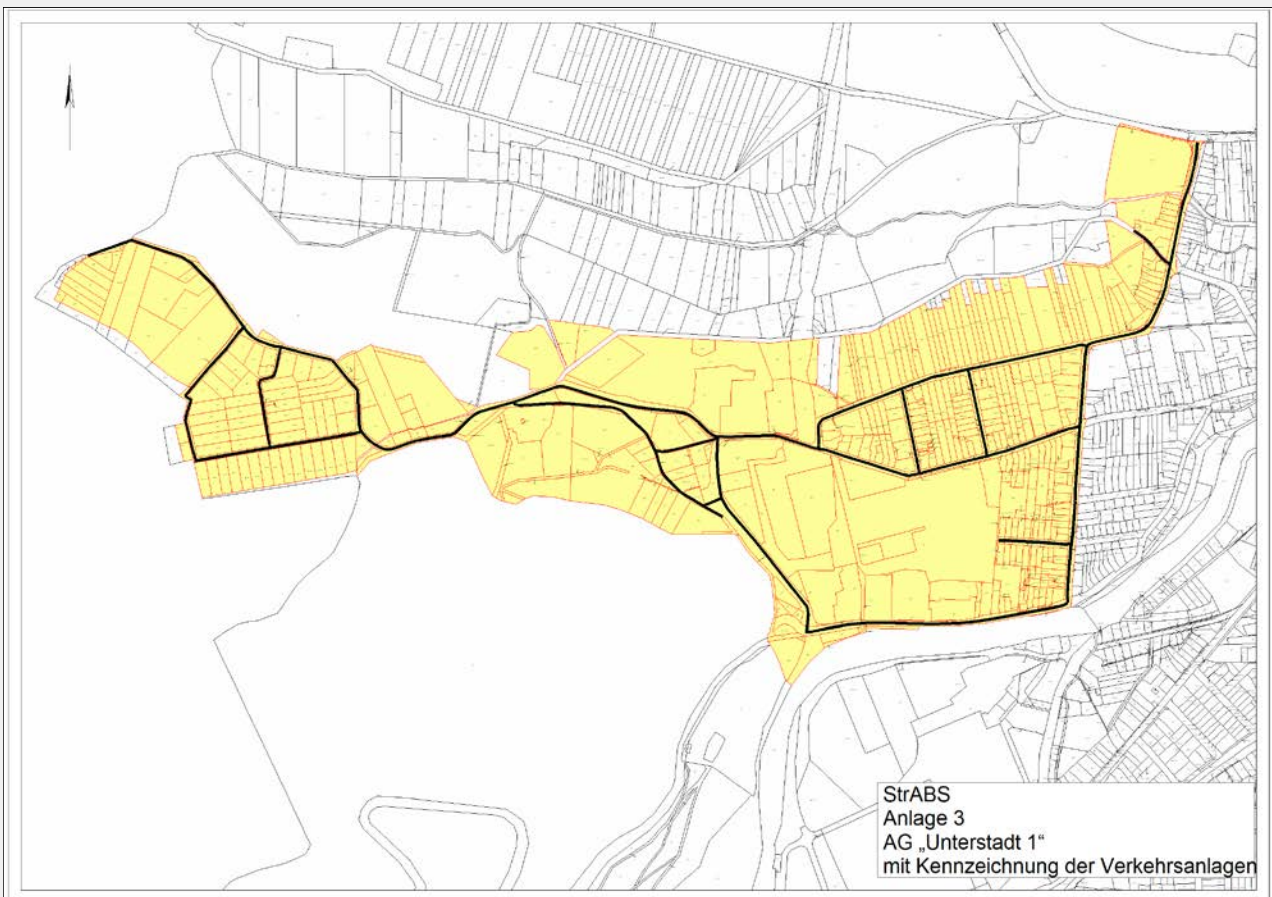 StrABS
Anlage 3
AG „Unterstadt 1“
mit Kennzeichnung der Verkehrsanlagen